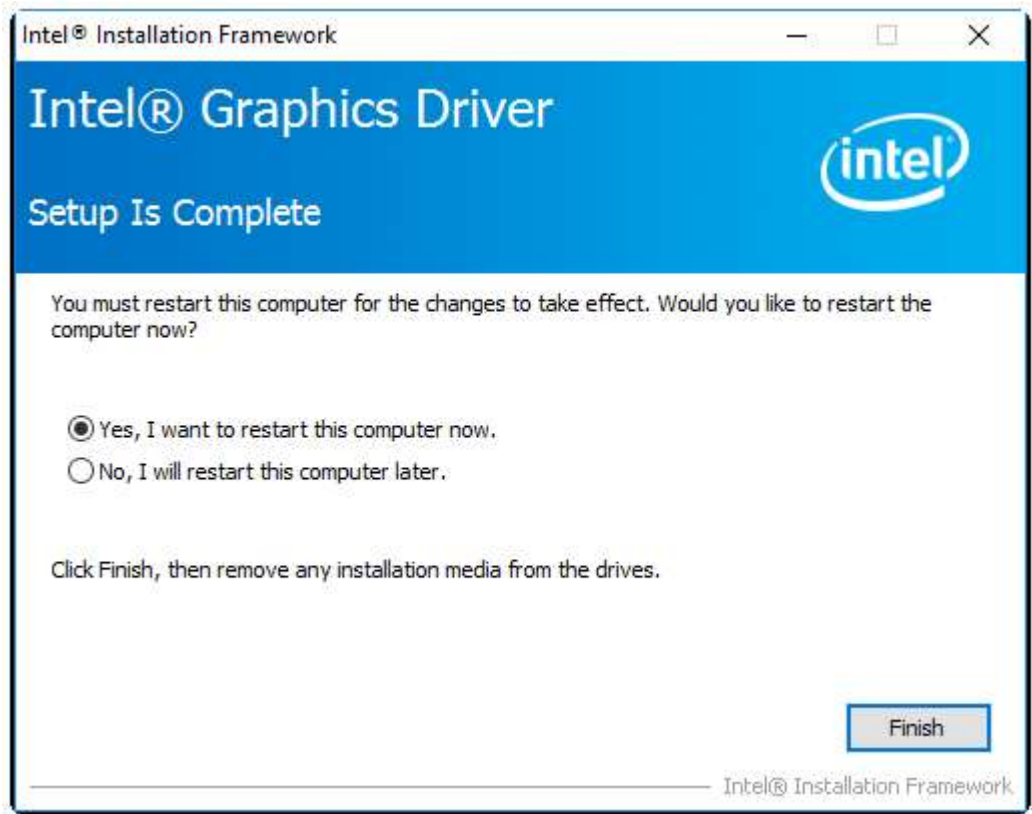 Intel® Installation Framework
Intel® Graphics Driver
intel
Setup Is Complete
You must restart this computer for the changes to take effect. Would you like to restart the
computer now?
Yes, I want to restart this computer now.
No, I will restart this computer later.
Click Finish, then remove any installation media from the drives.
Finish
Intel® Installation Framework